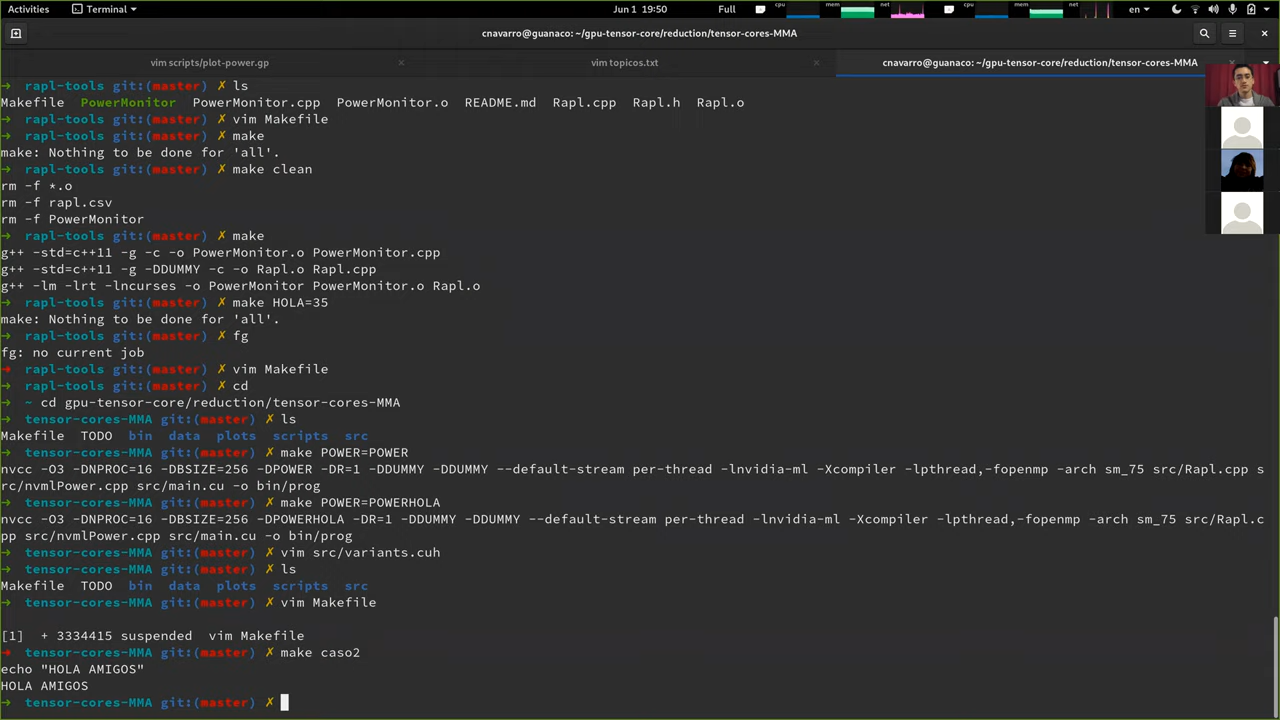 Activities Terminal Jun 1 19:50 Full cpu mem net cpu mem net en
cnavarro@guanaco: ~/gpu-tensor-core/reduction/tensor-cores-MMA
vim scripts/plot-power.gp × vim topicos.txt × cnavarro@guanaco: ~/gpu-tensor-core/reduction/tensor-cores-MMA
→ rapl-tools git:(master) ✗ ls
Makefile PowerMonitor PowerMonitor.cpp PowerMonitor.o README.md Rapl.cpp Rapl.h Rapl.o
→ rapl-tools git:(master) ✗ vim Makefile
→ rapl-tools git:(master) ✗ make
make: Nothing to be done for 'all'.
→ rapl-tools git:(master) ✗ make clean
rm -f *.o
rm -f rapl.csv
rm -f PowerMonitor
→ rapl-tools git:(master) ✗ make
g++ -std=c++11 -g -c -o PowerMonitor.o PowerMonitor.cpp
g++ -std=c++11 -g -DDUMMY -c -o Rapl.o Rapl.cpp
g++ -lm -lrt -lncurses -o PowerMonitor PowerMonitor.o Rapl.o
→ rapl-tools git:(master) ✗ make HOLA=35
make: Nothing to be done for 'all'.
→ rapl-tools git:(master) ✗ fg
fg: no current job
→ rapl-tools git:(master) ✗ vim Makefile
→ rapl-tools git:(master) ✗ cd
→ ~ cd gpu-tensor-core/reduction/tensor-cores-MMA
→ tensor-cores-MMA git:(master) ✗ ls
Makefile TODO bin data plots scripts src
→ tensor-cores-MMA git:(master) ✗ make POWER=POWER
nvcc -O3 -DNPROC=16 -DBSIZE=256 -DPOWER -DR=1 -DDUMMY -DDUMMY --default-stream per-thread -lnvidia-ml -Xcompiler -lpthread,-fopenmp -arch sm_75 src/Rapl.cpp s
rc/nvmlPower.cpp src/main.cu -o bin/prog
→ tensor-cores-MMA git:(master) ✗ make POWER=POWERHOLA
nvcc -O3 -DNPROC=16 -DBSIZE=256 -DPOWERHOLA -DR=1 -DDUMMY -DDUMMY --default-stream per-thread -lnvidia-ml -Xcompiler -lpthread,-fopenmp -arch sm_75 src/Rapl.c
pp src/nvmlPower.cpp src/main.cu -o bin/prog
→ tensor-cores-MMA git:(master) ✗ vim src/variants.cuh
→ tensor-cores-MMA git:(master) ✗ ls
Makefile TODO bin data plots scripts src
→ tensor-cores-MMA git:(master) ✗ vim Makefile
[1] + 3334415 suspended vim Makefile
→ tensor-cores-MMA git:(master) ✗ make caso2
echo "HOLA AMIGOS"
HOLA AMIGOS
→ tensor-cores-MMA git:(master) ✗